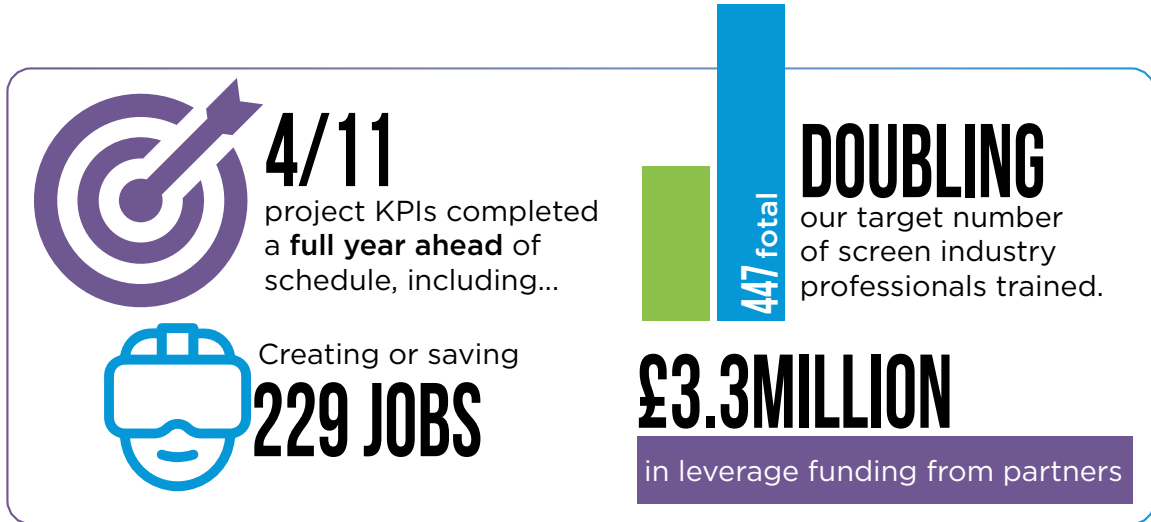 4/11
project KPIs completed
a full year ahead of
schedule, including...
Creating or saving
229 JOBS
447 fotal
DOUBLING
our target number
of screen industry
professionals trained.
£3.3MILLION
in leverage funding from partners